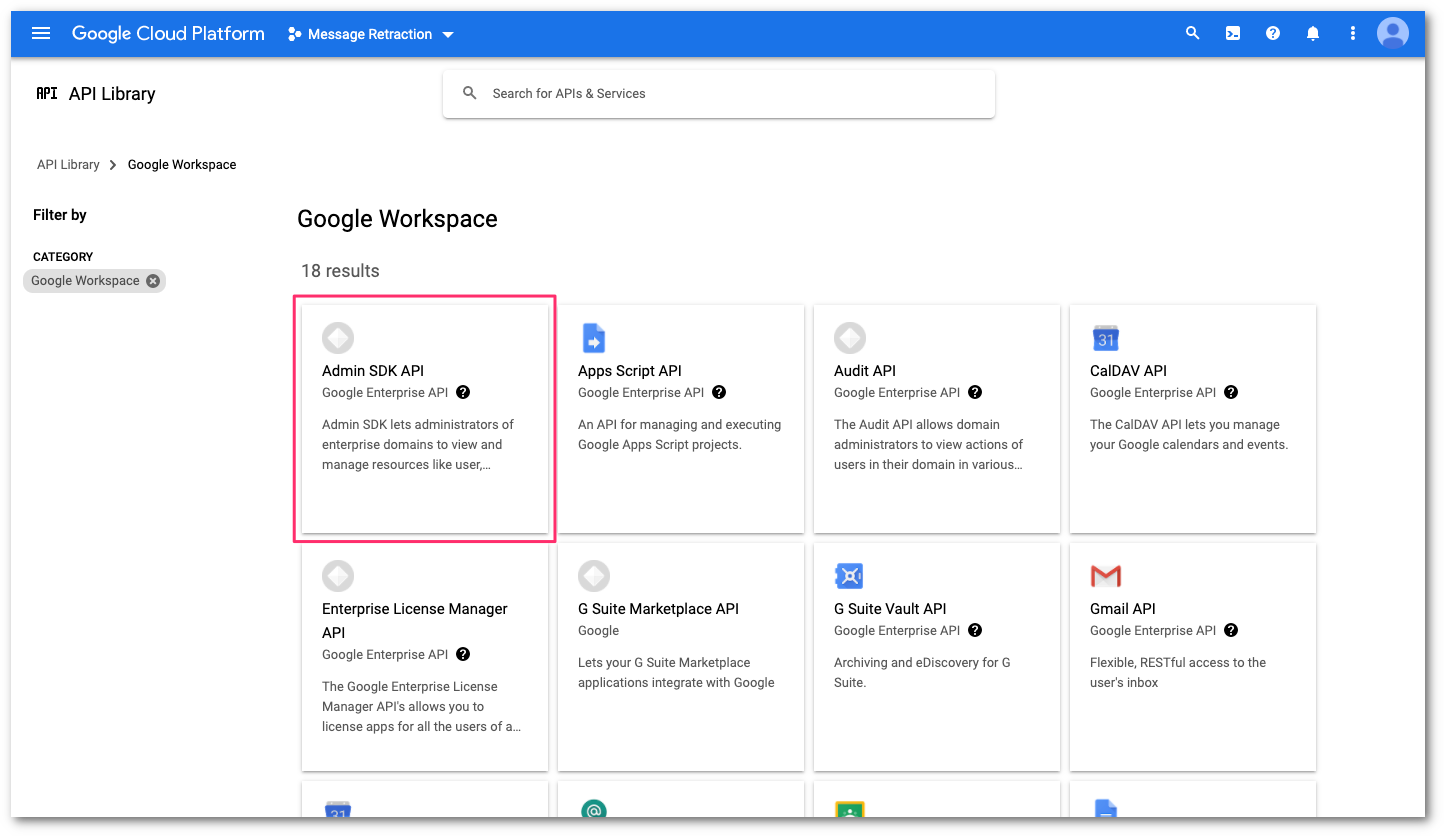 Google Cloud Platform
Message Retraction
API
API Library
Search for APIs & Services
API Library
Google Workspace
Filter by
CATEGORY
Google Workspace
Google Workspace
18 results
Admin SDK API
Google Enterprise API
Admin SDK lets administrators of
enterprise domains to view and
manage resources like user,...
Apps Script API
Google Enterprise API
An API for managing and executing
Google Apps Script projects.
Audit API
Google Enterprise API
The Audit API allows domain
administrators to view actions of
users in their domain in various...
31
CalDAV API
Google Enterprise API
The CalDAV API lets you manage
your Google calendars and events.
Enterprise License Manager
API
Google Enterprise API
The Google Enterprise License
Manager API's allows you to
license apps for all the users of a...
G Suite Marketplace API
Google
Lets your G Suite Marketplace
applications integrate with Google
G Suite Vault API
Google Enterprise API
Archiving and eDiscovery for G
Suite.
Gmail API
Google Enterprise API
Flexible, RESTful access to the
user's inbox
31
@